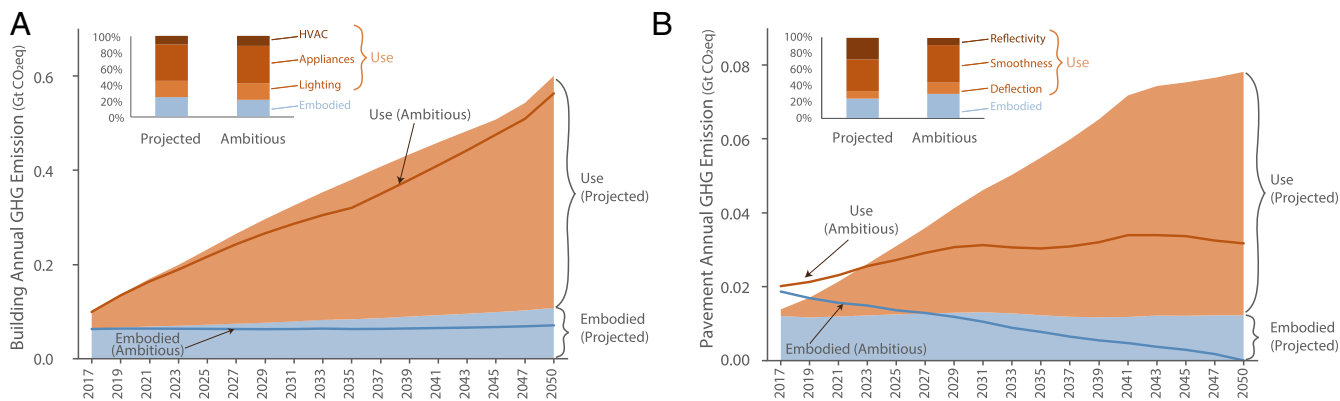 A
Building Annual GHG Emission (Gt CO2eq)
0.6
0.4
0.2
0.0
100%
80%
60%
40%
20%
0%
Projected
Ambitious
HVAC
Appliances
Lighting
Embodied
Use
Use (Ambitious)
Embodied
(Ambitious)
Use
(Projected)
Embodied
(Projected)
2017
2019
2021
2023
2025
2027
2029
2031
2033
2035
2037
2039
2041
2043
2045
2047
2050
B
Pavement Annual GHG Emission (Gt CO2eq)
0.08
0.06
0.04
0.02
0.00
100%
80%
60%
40%
20%
0%
Projected
Ambitious
Reflectivity
Smoothness
Deflection
Embodied
Use
Use
(Ambitious)
Embodied (Ambitious)
Use
(Projected)
Embodied
(Projected)
2017
2019
2021
2023
2025
2027
2029
2031
2033
2035
2037
2039
2041
2043
2045
2047
2050